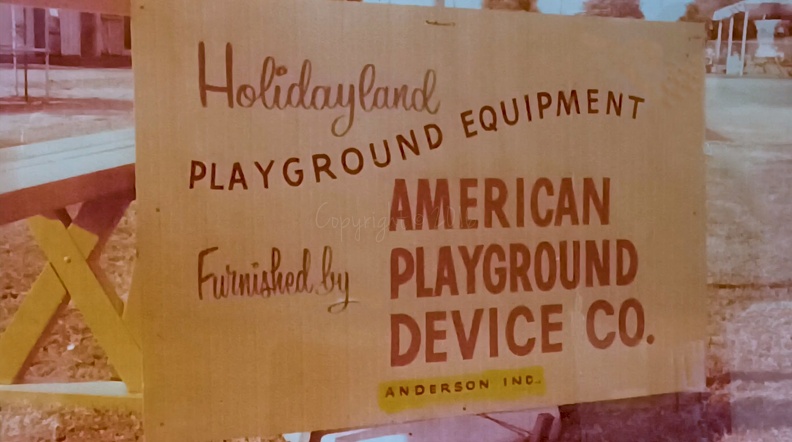 Holidayland
PLAYGROUND EQUIPMENT
Furnished by
AMERICAN
PLAYGROUND
DEVICE CO.
ANDERSON IND.